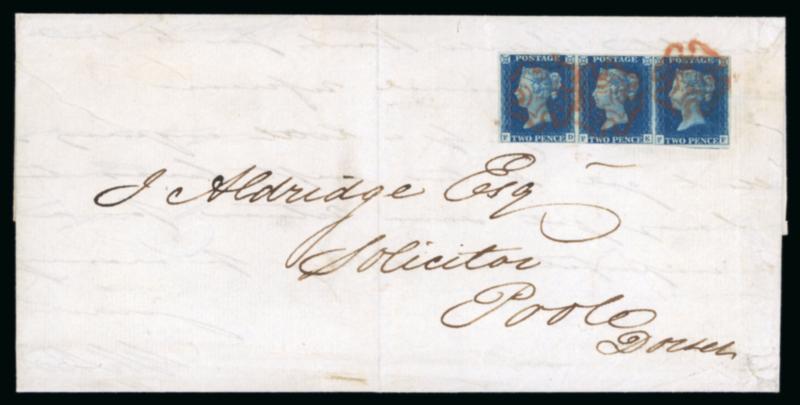 POSTAGE POSTAGE POSTAGE
F D F K F F
TWO PENCE TWO PENCE TWO PENCE
J. Aldridge Esq
Solicitor
Poole
Dorset